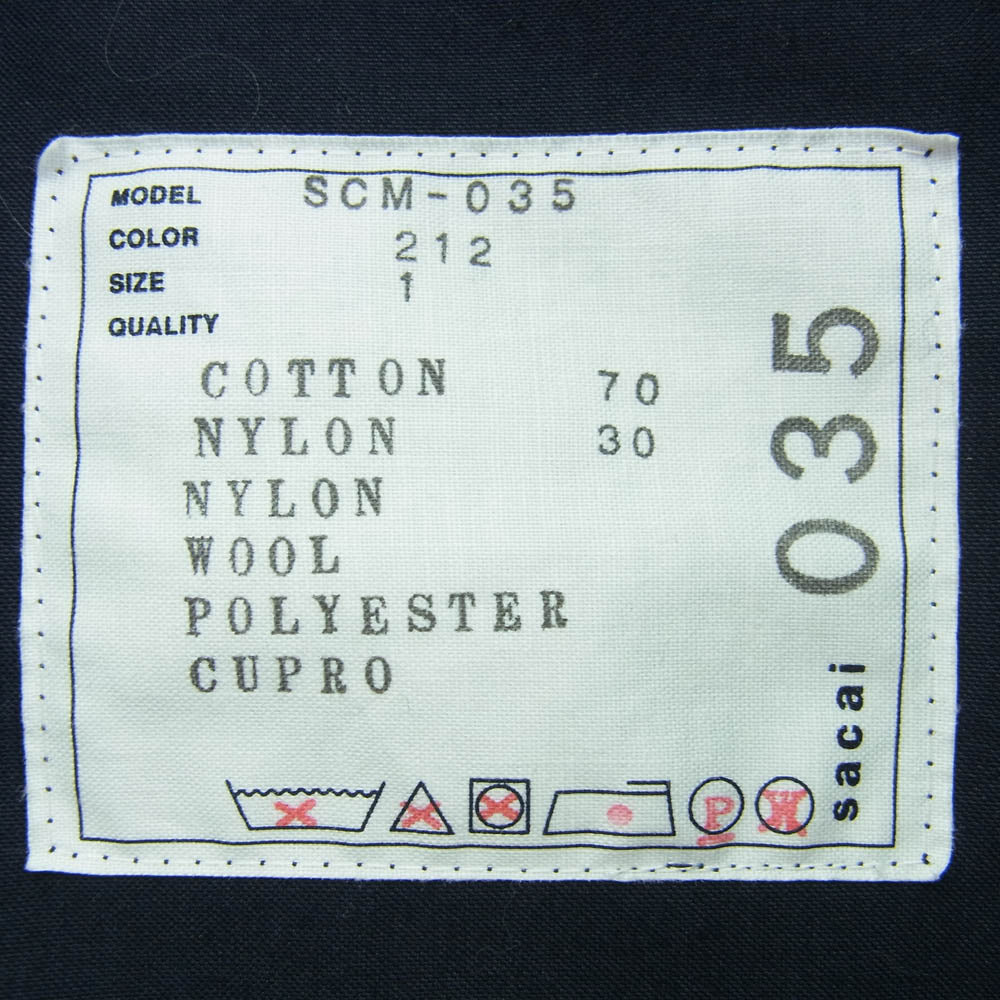 MODEL SCM-035
COLOR 212
SIZE 1
QUALITY
COTTON 70
NYLON 30
NYLON
WOOL
POLYESTER
CUPRO
P W
sacai 035